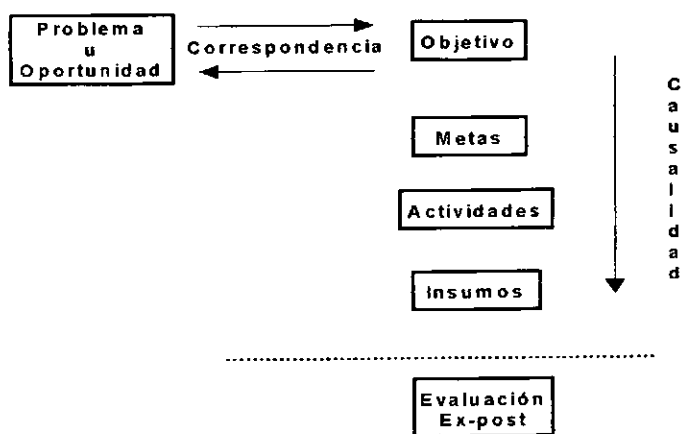 Problema
u
Oportunidad
Correspondencia
Objetivo
Metas
Actividades
Insumos
Causalidad
Evaluación
Ex-post